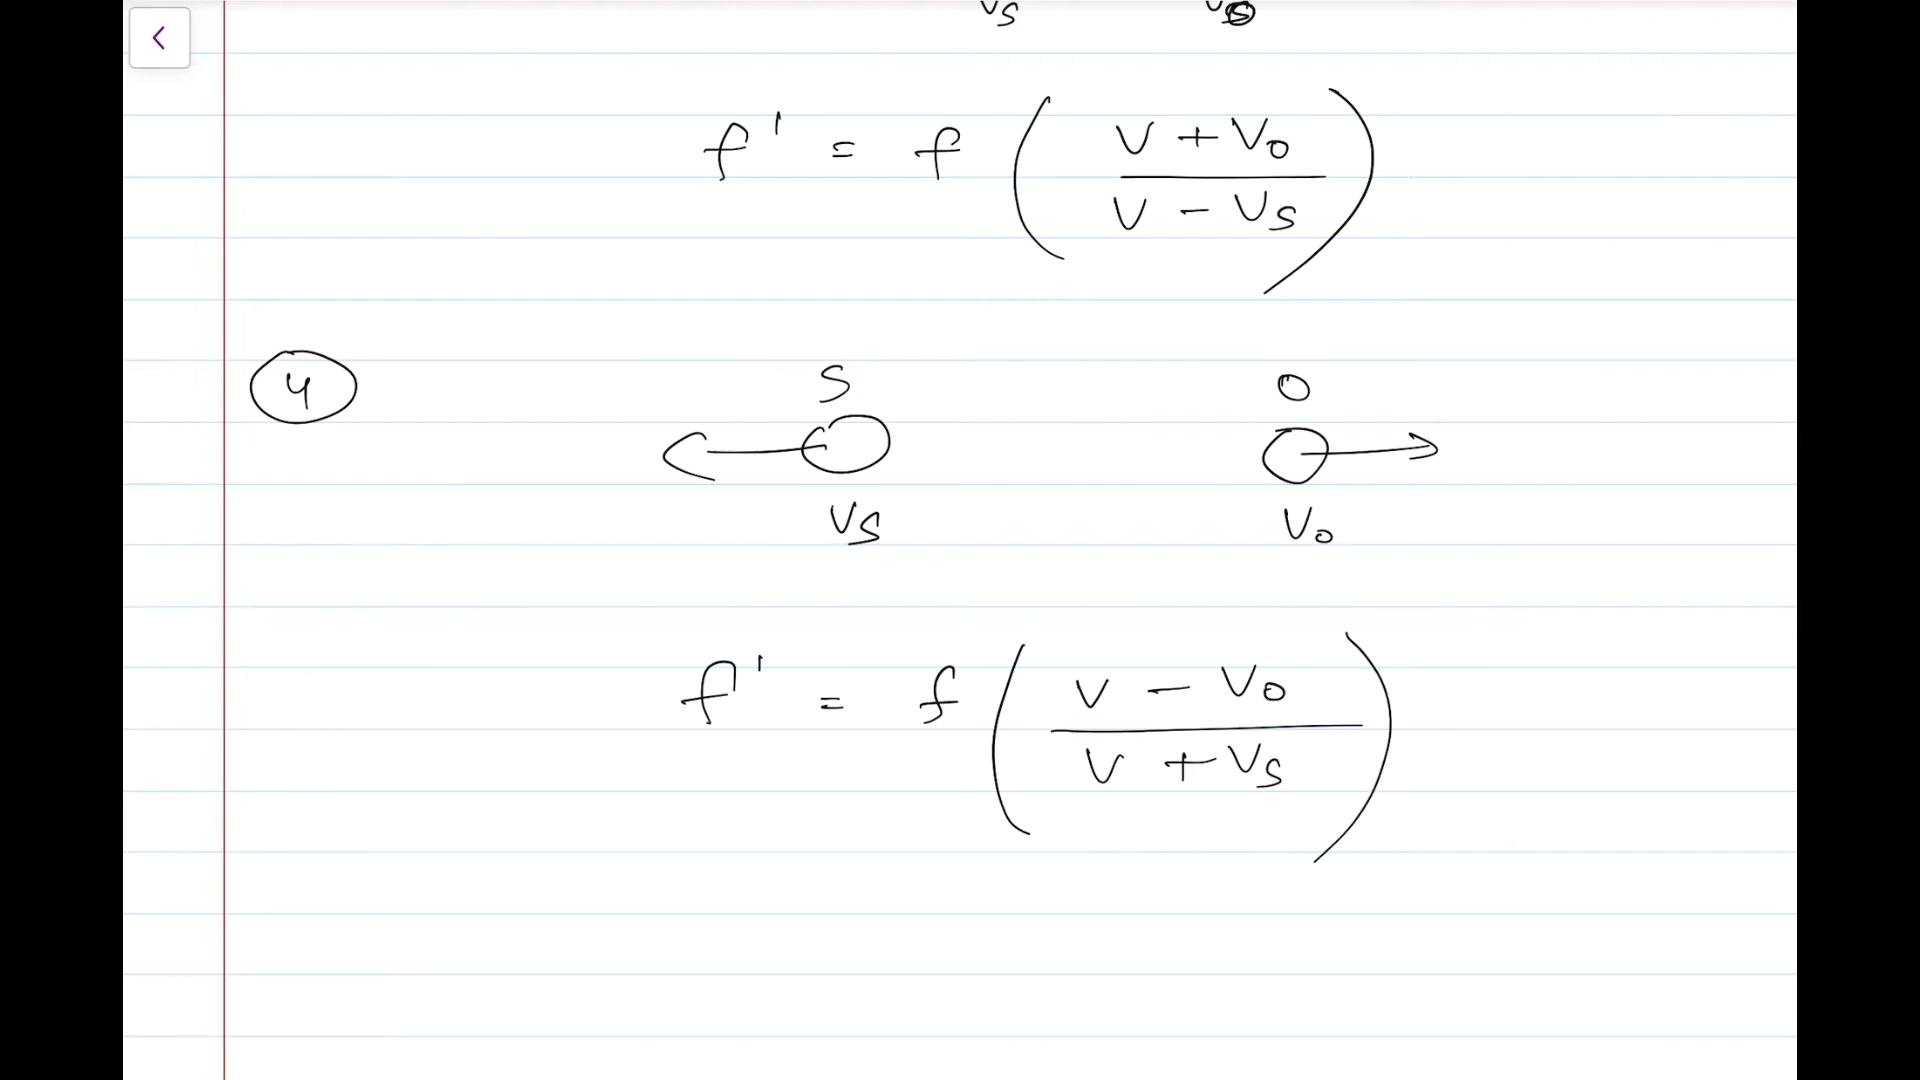 Vs
f' = f ( V + Vo / V - Vs )
4
S O
Vs Vo
f' = f ( V - Vo / V + Vs )